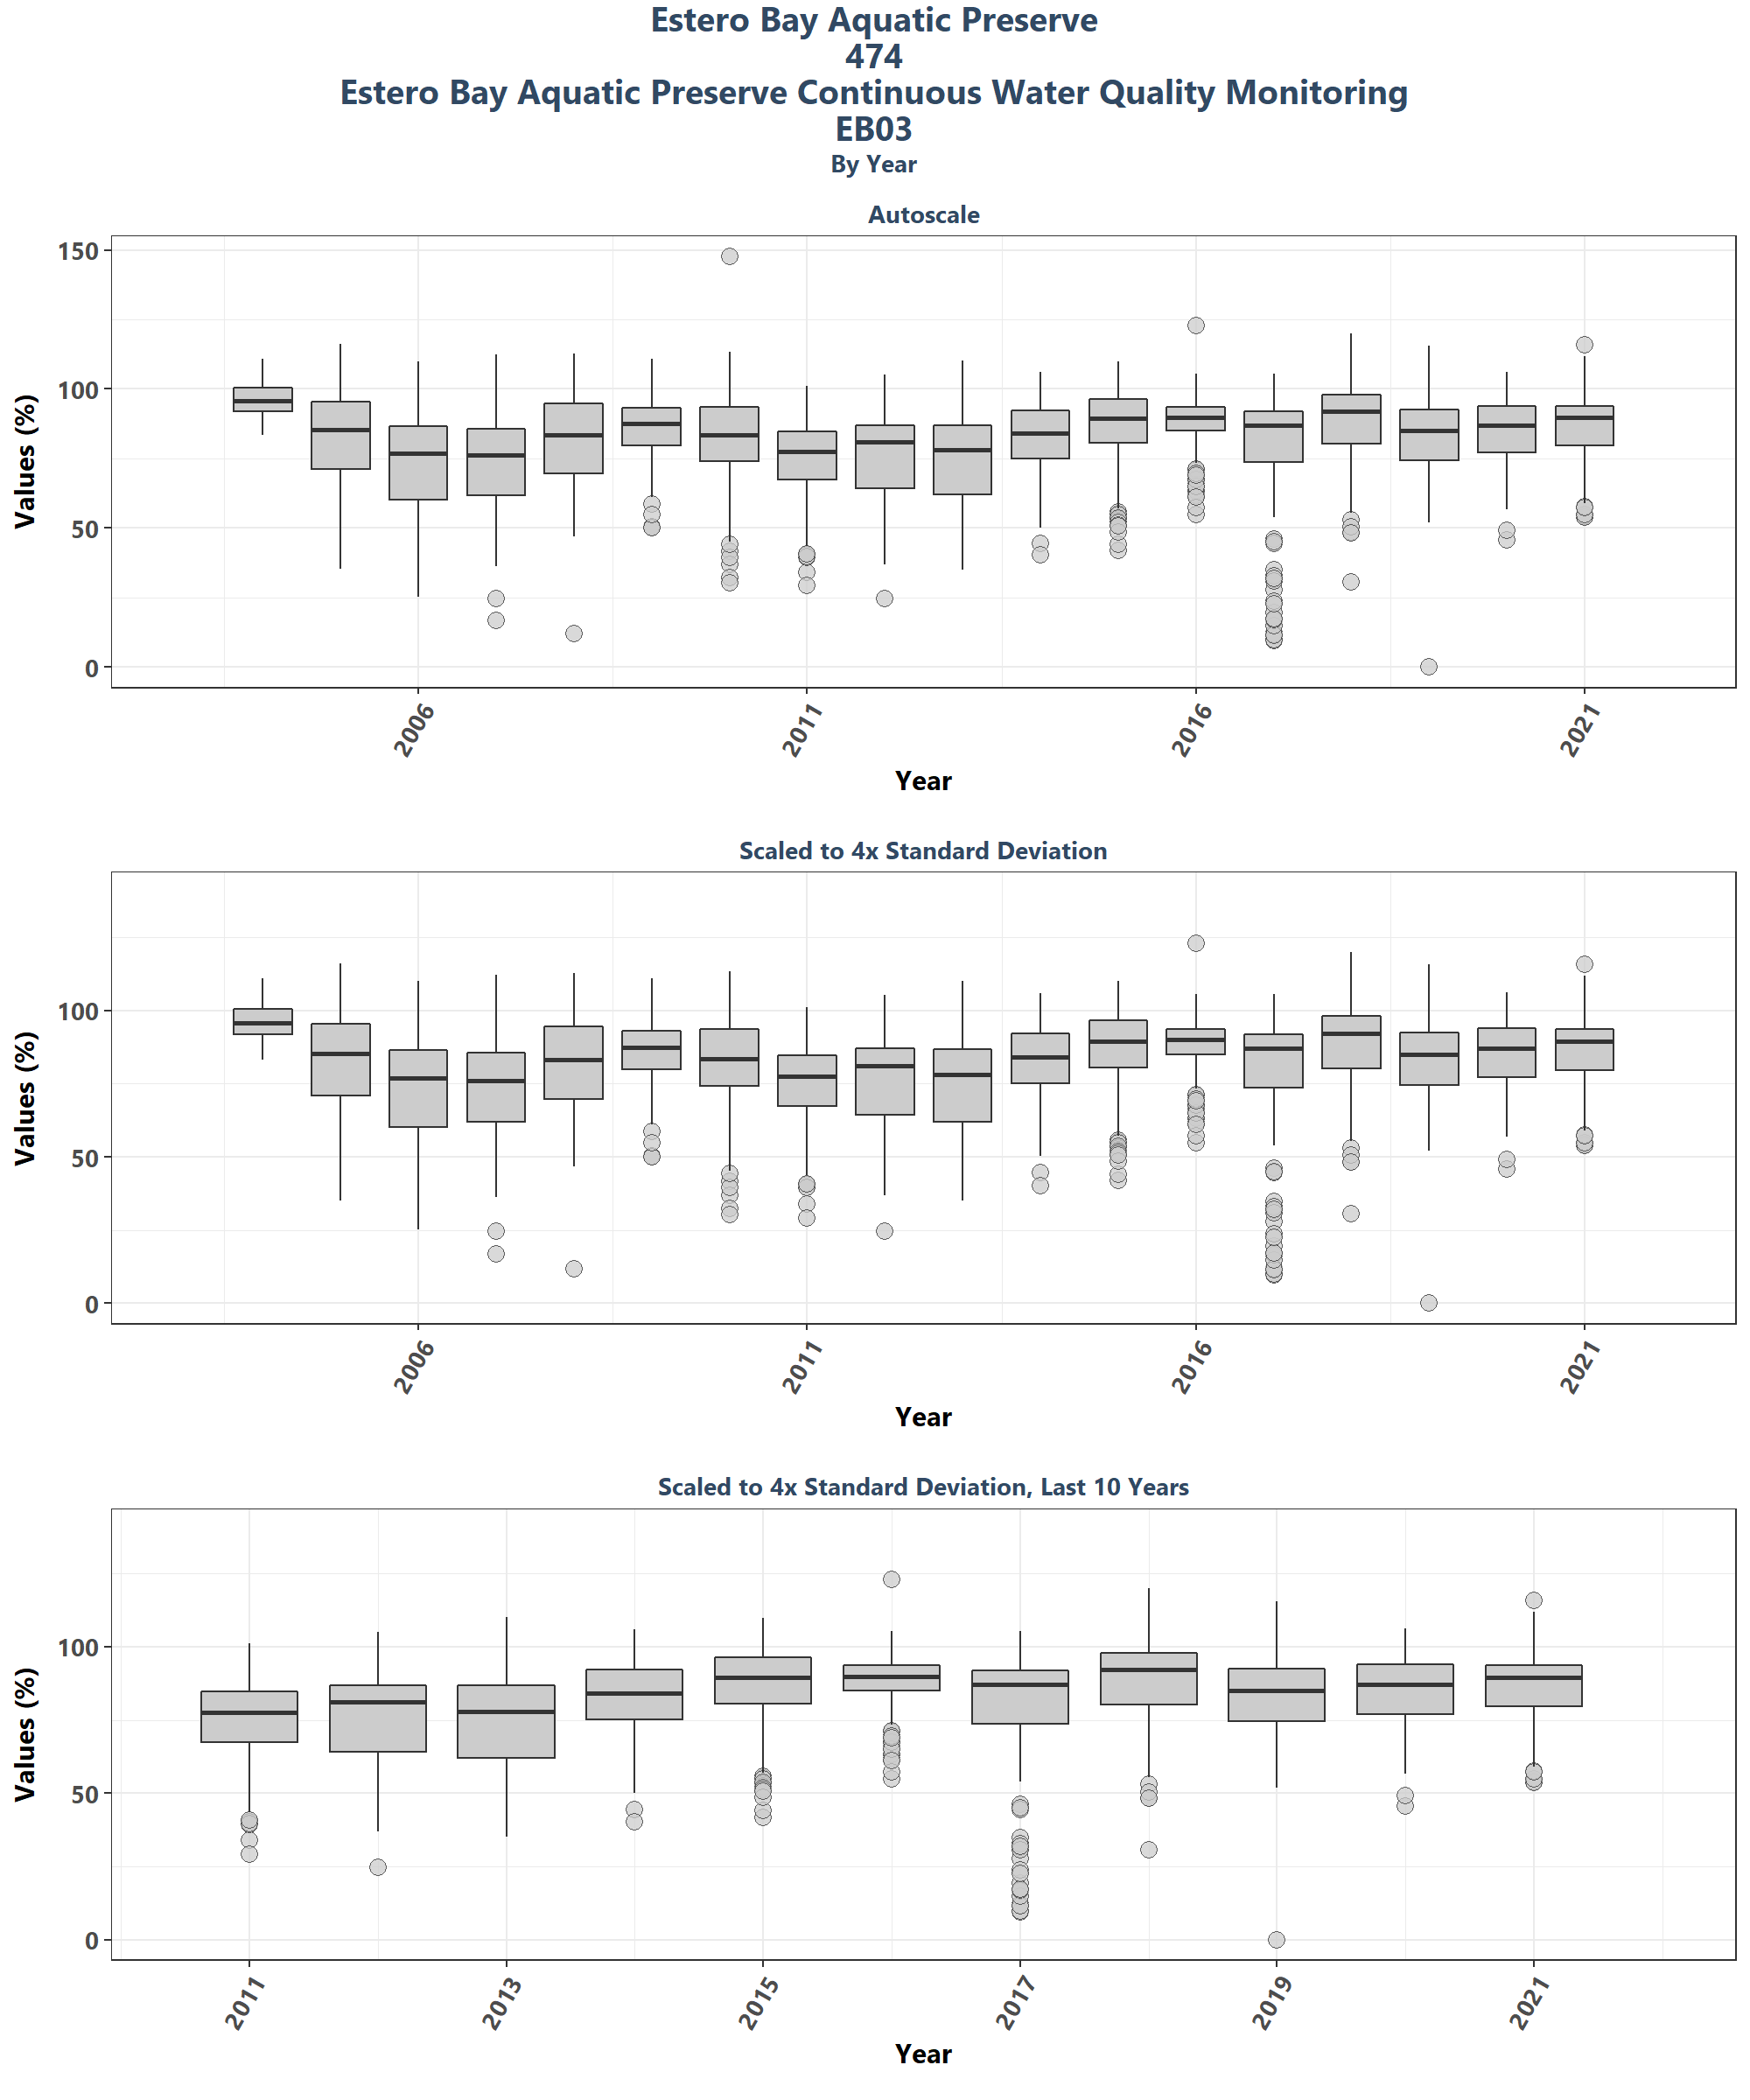 Estero Bay Aquatic Preserve
474
Estero Bay Aquatic Preserve Continuous Water Quality Monitoring
EB03
By Year
Autoscale
Values (%)
150
100
50
0
2006
2011
2016
2021
Year
Scaled to 4x Standard Deviation
Values (%)
100
50
0
2006
2011
2016
2021
Year
Scaled to 4x Standard Deviation, Last 10 Years
Values (%)
100
50
0
2011
2013
2015
2017
2019
2021
Year